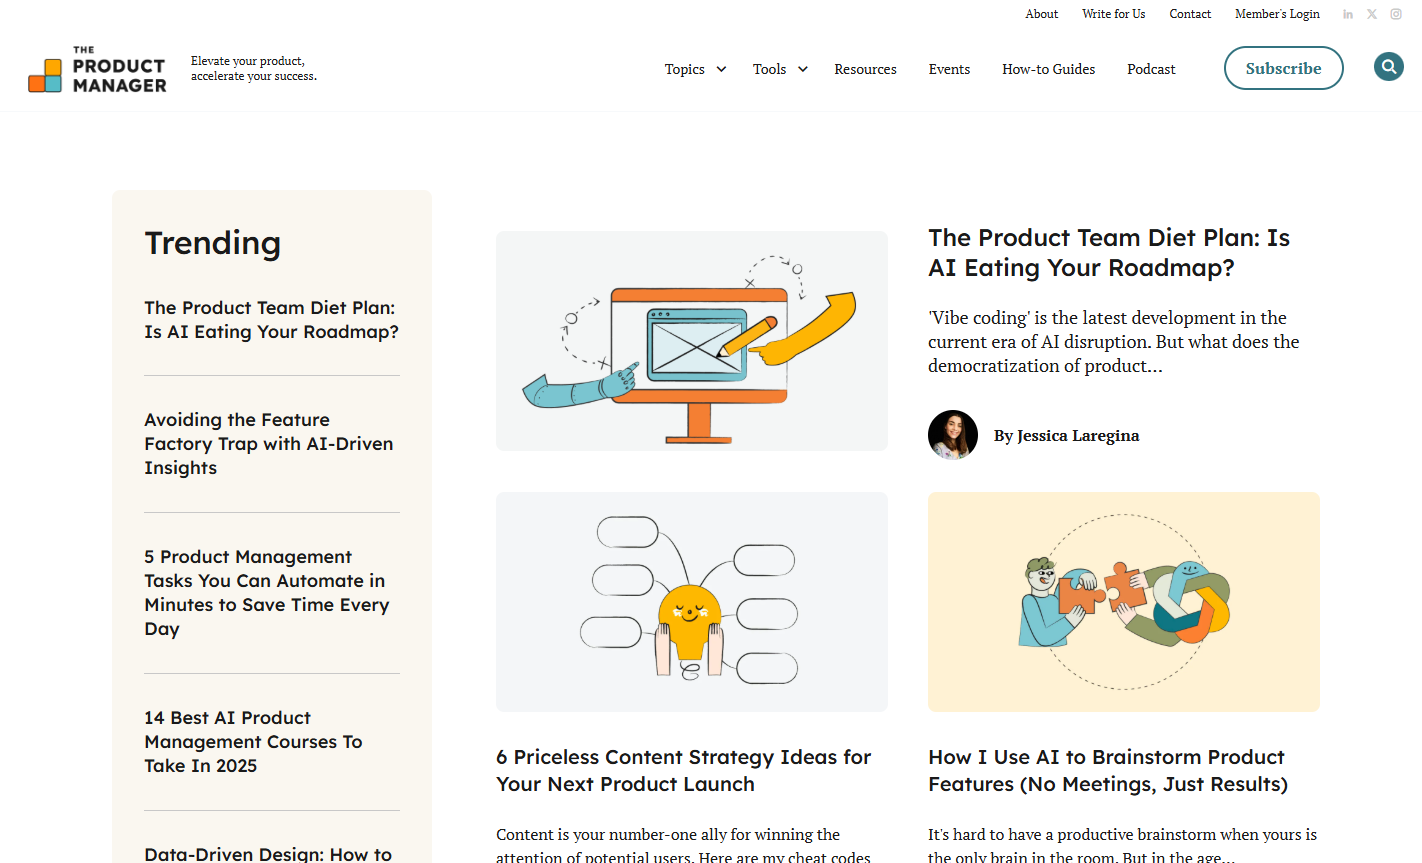 About
Write for Us
Contact
Member's Login
THE
PRODUCT
MANAGER
Elevate your product,
accelerate your success.
Topics
Tools
Resources
Events
How-to Guides
Podcast
Subscribe
Trending
The Product Team Diet Plan:
Is AI Eating Your Roadmap?
Avoiding the Feature
Factory Trap with AI-Driven
Insights
5 Product Management
Tasks You Can Automate in
Minutes to Save Time Every
Day
14 Best AI Product
Management Courses To
Take In 2025
Data-Driven Design: How to
The Product Team Diet Plan: Is
AI Eating Your Roadmap?
'Vibe coding' is the latest development in the
current era of AI disruption. But what does the
democratization of product...
By Jessica Laregina
6 Priceless Content Strategy Ideas for
Your Next Product Launch
Content is your number-one ally for winning the
attention of potential users. Here are my cheat codes
How I Use AI to Brainstorm Product
Features (No Meetings, Just Results)
It's hard to have a productive brainstorm when yours is
the only brain in the room. But in the age...